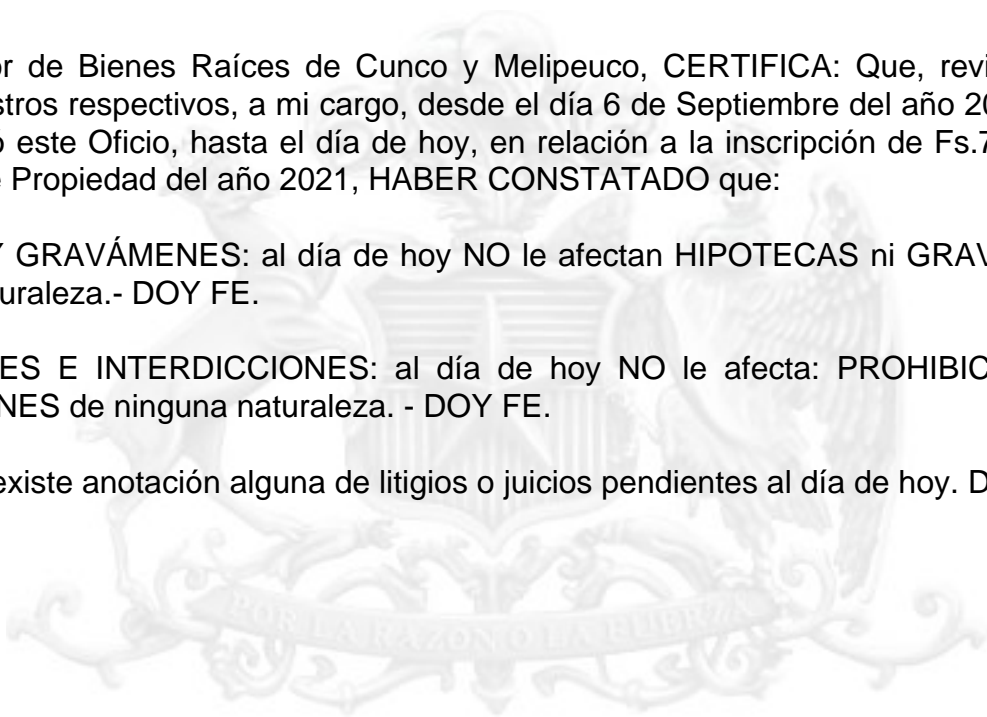 or de Bienes Raíces de Cunco y Melipeuco, CERTIFICA: Que, revi
stros respectivos, a mi cargo, desde el día 6 de Septiembre del año 20
ó este Oficio, hasta el día de hoy, en relación a la inscripción de Fs.7
e Propiedad del año 2021, HABER CONSTATADO que:
Y GRAVÁMENES: al día de hoy NO le afectan HIPOTECAS ni GRAV
uraleza.- DOY FE.
ES E INTERDICCIONES: al día de hoy NO le afecta: PROHIBIC
NES de ninguna naturaleza. - DOY FE.
existe anotación alguna de litigios o juicios pendientes al día de hoy. D
POR LA RAZON O LA FUERZA